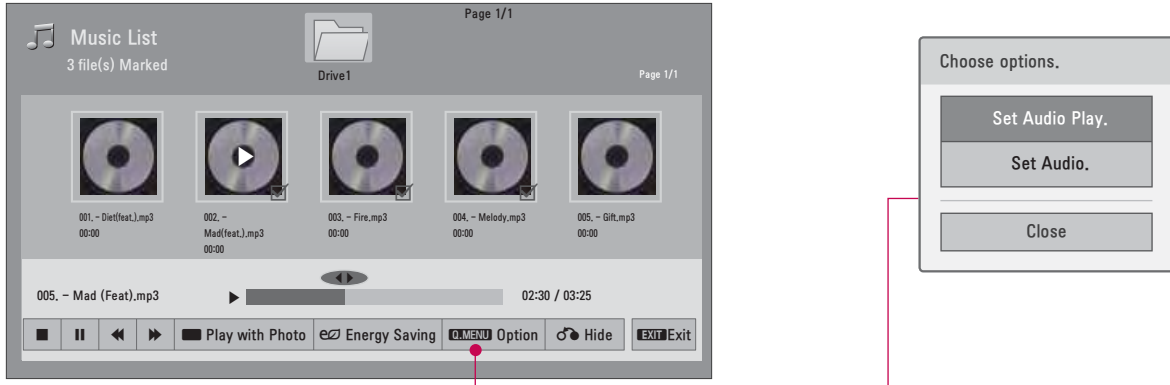 Page 1/1
Music List
3 file(s) Marked
Drive1
Page 1/1
001. - Diet(feat.).mp3
00:00
002. -
Mad(feat.).mp3
00:00
003. - Fire.mp3
00:00
004. - Melody.mp3
00:00
005. - Gift.mp3
00:00
005. - Mad (Feat).mp3
02:30 / 03:25
Play with Photo
Energy Saving
Q.MENU Option
Hide
EXIT Exit
Choose options.
Set Audio Play.
Set Audio.
Close